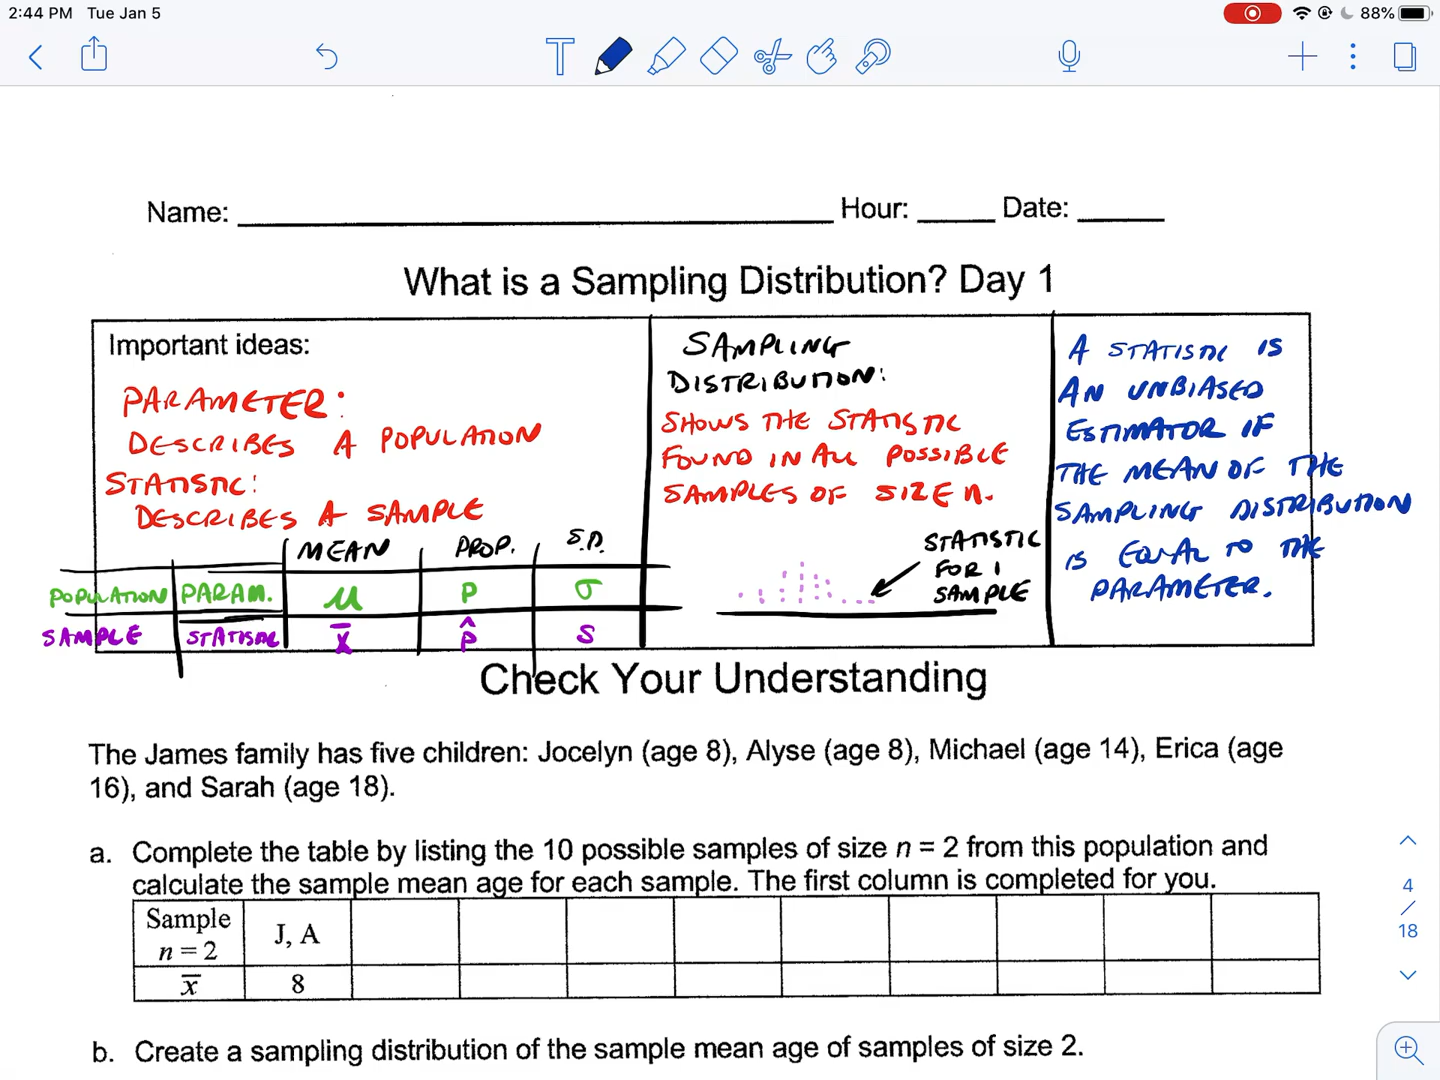 2:44 PM Tue Jan 5
88%
Name: Hour: Date:
What is a Sampling Distribution? Day 1
Important ideas:
PARAMETER:
DESCRIBES A POPULATION
STATISTIC:
DESCRIBES A SAMPLE
MEAN PROP. S.D.
POPULATION PARAM. μ P σ
SAMPLE STATISTIC x̄ p̂ S
SAMPLING
DISTRIBUTION:
SHOWS THE STATISTIC
FOUND IN ALL POSSIBLE
SAMPLES OF SIZE n.
STATISTIC
FOR 1
SAMPLE
A STATISTIC IS
AN UNBIASED
ESTIMATOR IF
THE MEAN OF THE
SAMPLING DISTRIBUTION
IS EQUAL TO THE
PARAMETER.
Check Your Understanding
The James family has five children: Jocelyn (age 8), Alyse (age 8), Michael (age 14), Erica (age
16), and Sarah (age 18).
a. Complete the table by listing the 10 possible samples of size n = 2 from this population and
calculate the sample mean age for each sample. The first column is completed for you.
Sample
n = 2
J, A
x̄ 8
b. Create a sampling distribution of the sample mean age of samples of size 2.
4
/
18